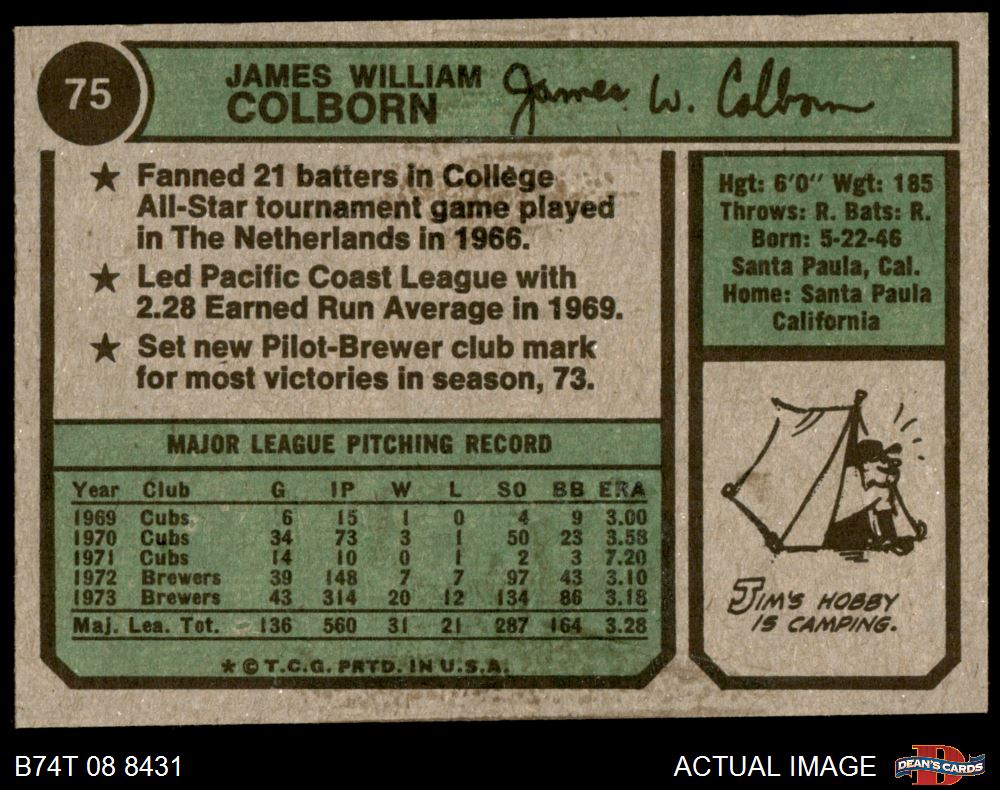 75
JAMES WILLIAM
COLBORN
James W. Colborn
★ Fanned 21 batters in College
All-Star tournament game played
in The Netherlands in 1966.
★ Led Pacific Coast League with
2.28 Earned Run Average in 1969.
★ Set new Pilot-Brewer club mark
for most victories in season, 73.
MAJOR LEAGUE PITCHING RECORD
Year Club G IP W L SO BB ERA
1969 Cubs 6 15 1 0 4 9 3.00
1970 Cubs 34 73 3 1 50 23 3.58
1971 Cubs 14 10 0 1 2 3 7.20
1972 Brewers 39 148 7 7 97 43 3.10
1973 Brewers 43 314 20 12 134 86 3.18
Maj. Lea. Tot. 136 560 31 21 287 164 3.28
* © T.C.G. PRTD. IN U.S.A.
Hgt: 6'0" Wgt: 185
Throws: R. Bats: R.
Born: 5-22-46
Santa Paula, Cal.
Home: Santa Paula
California
JIM'S HOBBY
IS CAMPING.
B74T 08 8431
ACTUAL IMAGE
DEAN'S CARDS